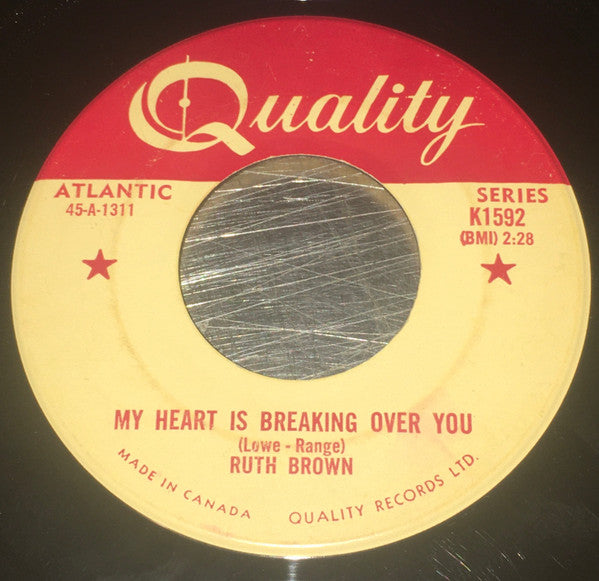 Quality
ATLANTIC
45-A-1311
SERIES
K1592
(BMI) 2:28
MY HEART IS BREAKING OVER YOU
(Lowe - Range)
RUTH BROWN
MADE IN CANADA
QUALITY RECORDS LTD.